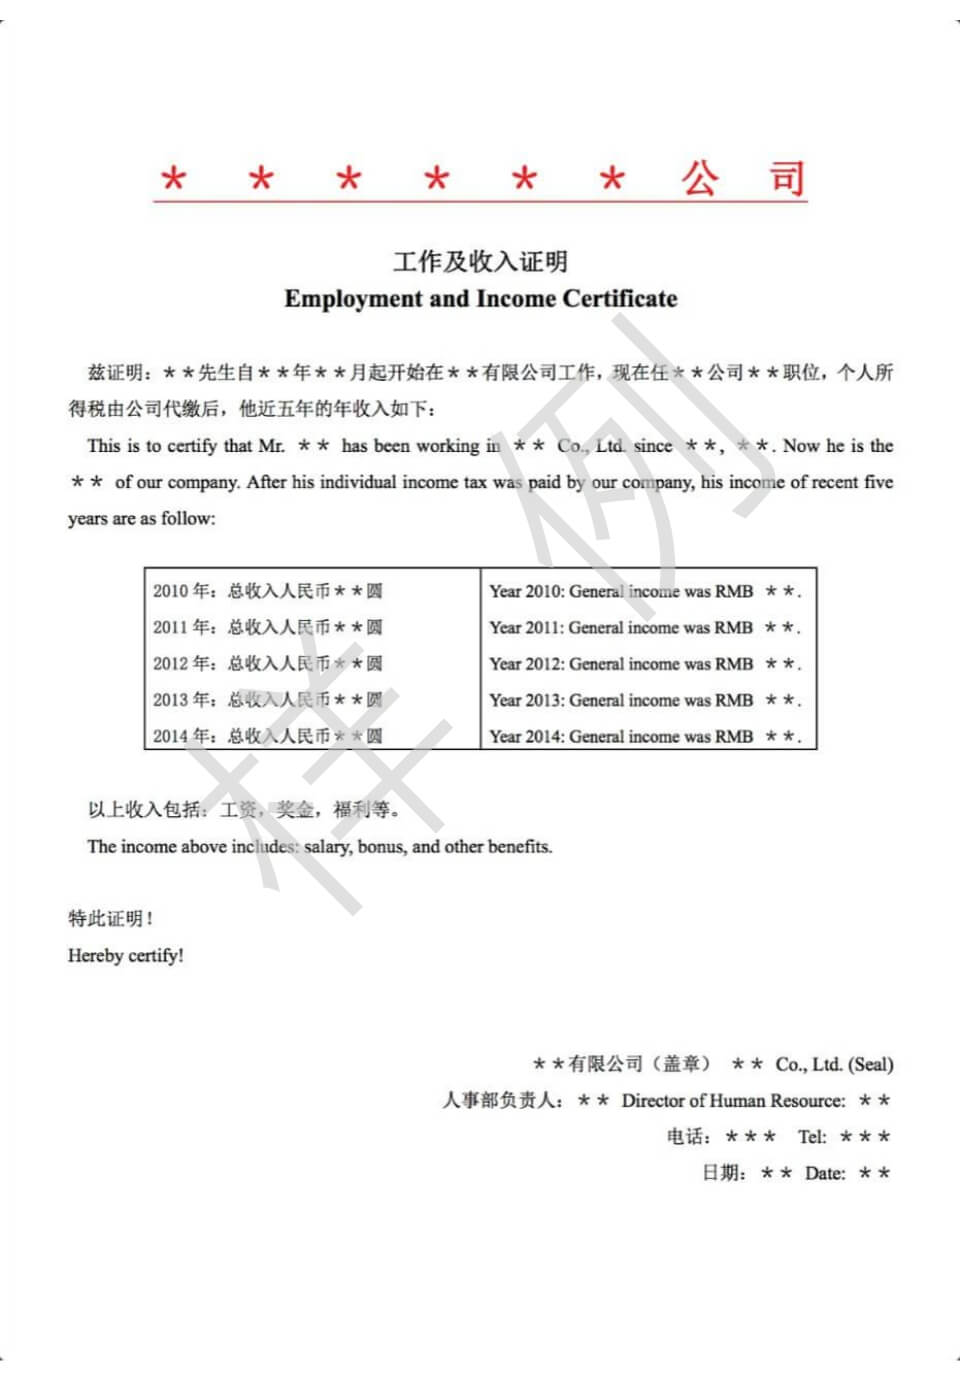 ＊＊＊＊＊＊公司
工作及收入证明
Employment and Income Certificate
兹证明：＊＊先生自＊＊年＊＊月起开始在＊＊有限公司工作，现在任＊＊公司＊＊职位，个人所
得税由公司代缴后，他近五年的年收入如下：
This is to certify that Mr. ＊＊ has been working in ＊＊ Co., Ltd. since ＊＊, ＊＊. Now he is the
＊＊ of our company. After his individual income tax was paid by our company, his income of recent five
years are as follow:
2010 年：总收入人民币＊＊圆 Year 2010: General income was RMB ＊＊.
2011 年：总收入人民币＊＊圆 Year 2011: General income was RMB ＊＊.
2012 年：总收入人民币＊＊圆 Year 2012: General income was RMB ＊＊.
2013 年：总收入人民币＊＊圆 Year 2013: General income was RMB ＊＊.
2014 年：总收入人民币＊＊圆 Year 2014: General income was RMB ＊＊.
以上收入包括：工资，奖金，福利等。
The income above includes: salary, bonus, and other benefits.
特此证明！
Hereby certify!
＊＊有限公司（盖章） ＊＊ Co., Ltd. (Seal)
人事部负责人：＊＊ Director of Human Resource: ＊＊
电话：＊＊＊ Tel: ＊＊＊
日期：＊＊ Date: ＊＊
样例